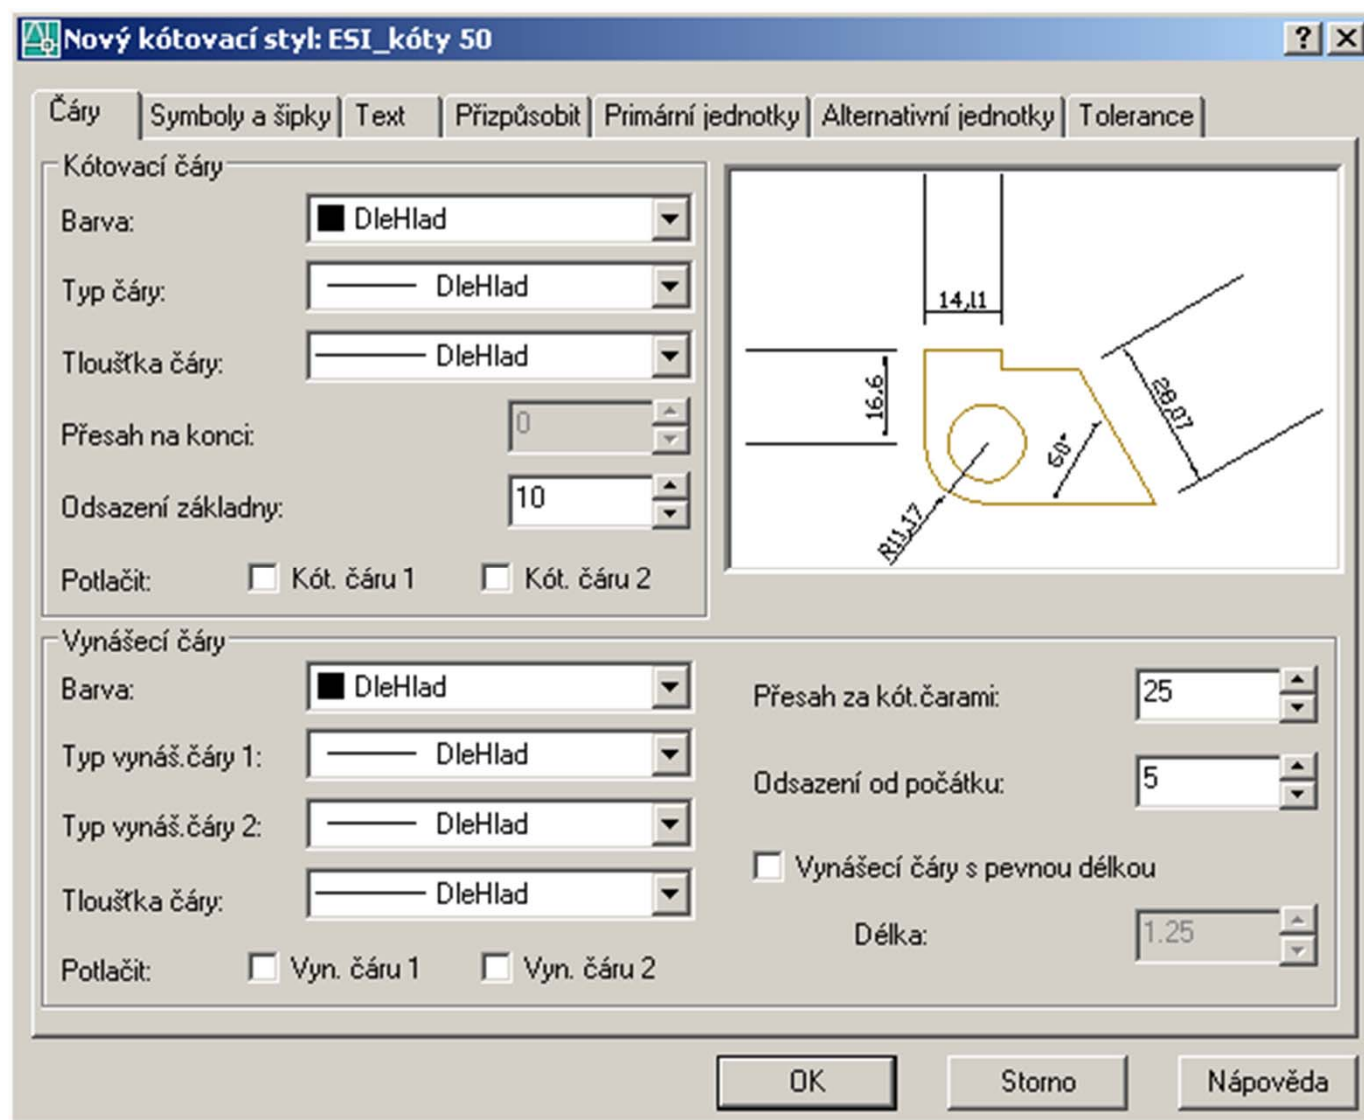 Nový kótovací styl: ESI_kóty 50
Čáry Symboly a šipky Text Přizpůsobit Primární jednotky Alternativní jednotky Tolerance
Kótovací čáry
Barva: DleHlad
Typ čáry: DleHlad
Tloušťka čáry: DleHlad
Přesah na konci: 0
Odsazení základny: 10
Potlačit: Kót. čáru 1 Kót. čáru 2
14,11
16,6
28,07
60°
R11,17
Vynášecí čáry
Barva: DleHlad
Typ vynáš.čáry 1: DleHlad
Typ vynáš.čáry 2: DleHlad
Tloušťka čáry: DleHlad
Potlačit: Vyn. čáru 1 Vyn. čáru 2
Přesah za kót.čarami: 25
Odsazení od počátku: 5
Vynášecí čáry s pevnou délkou
Délka: 1.25
OK Storno Nápověda